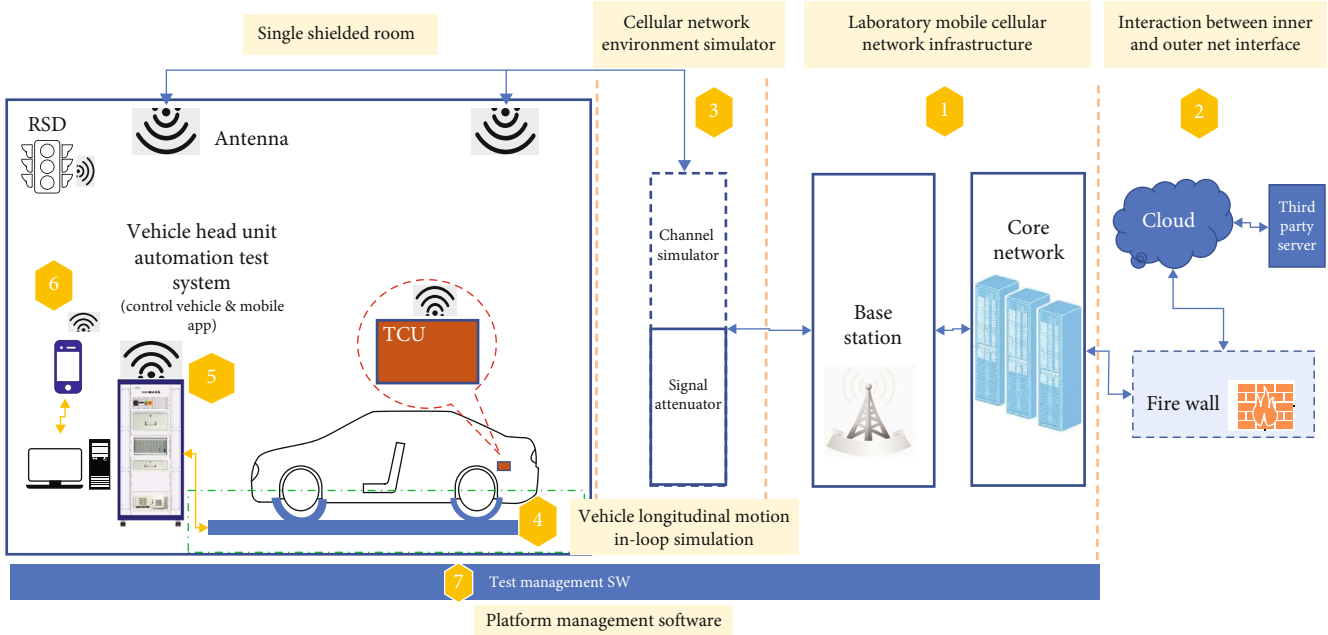 Single shielded room
Cellular network
environment simulator
Laboratory mobile cellular
network infrastructure
Interaction between inner
and outer net interface
3
1
2
RSD
Antenna
Vehicle head unit
automation test
system
(control vehicle & mobile
app)
6
5
TCU
Channel
simulator
Signal
attenuator
Base
station
Core
network
Cloud
Third
party
server
Fire wall
4
Vehicle longitudinal motion
in-loop simulation
7
Test management SW
Platform management software